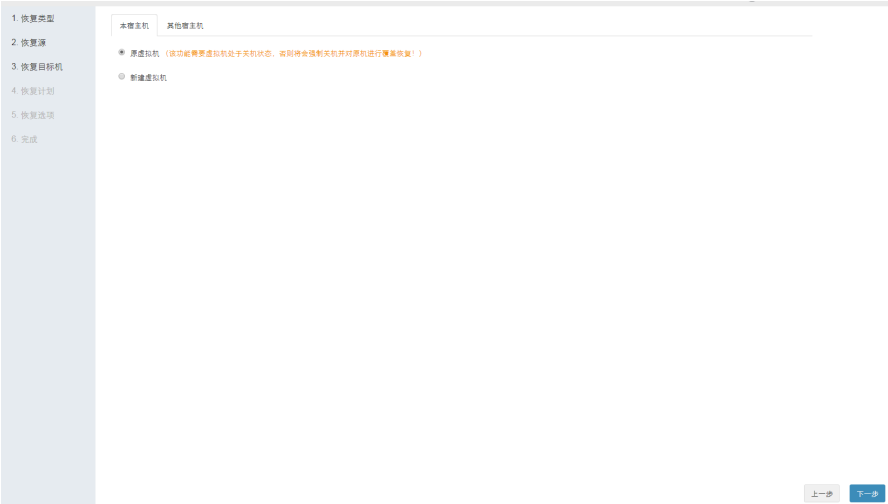 1. 恢复类型
2. 恢复源
3. 恢复目标机
4. 恢复计划
5. 恢复选项
6. 完成
本宿主机 其他宿主机
原虚拟机 （该功能需要虚拟机处于关机状态，否则将会强制关机并对原机进行覆盖恢复！）
新建虚拟机
上一步 下一步